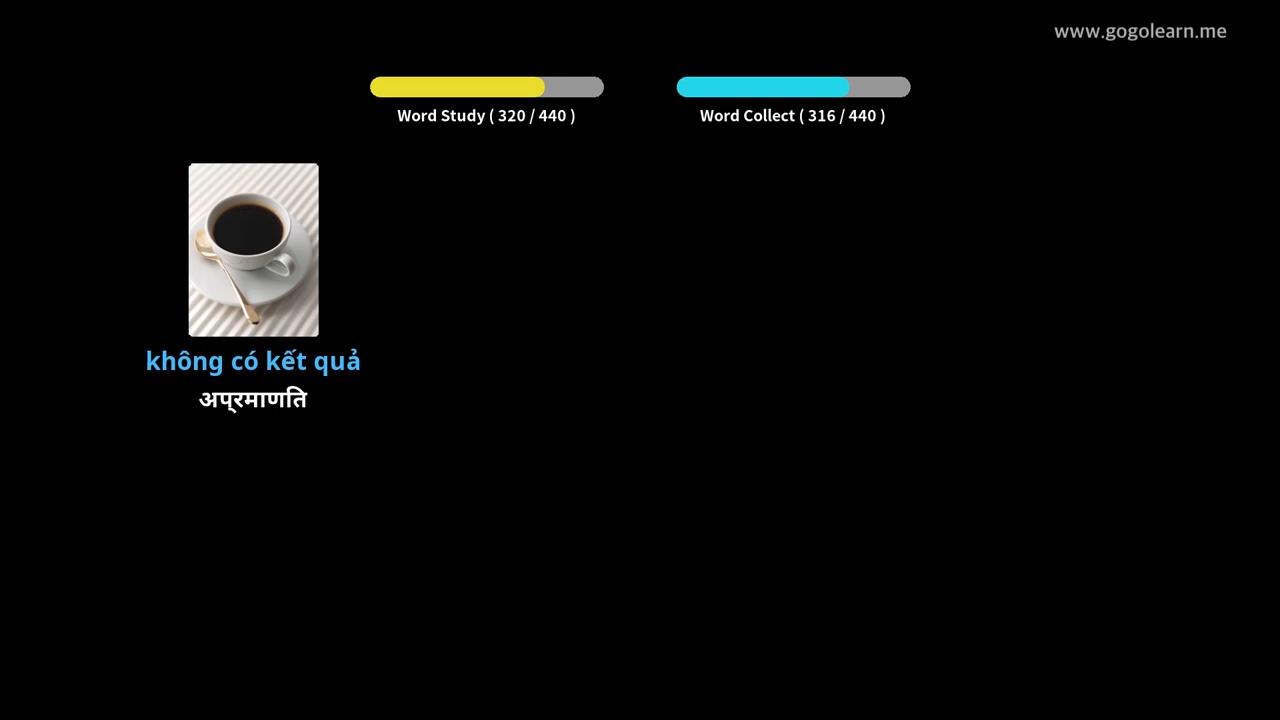 www.gogolearn.me
Word Study ( 320 / 440 )
Word Collect ( 316 / 440 )
không có kết quả
अप्रमाणति